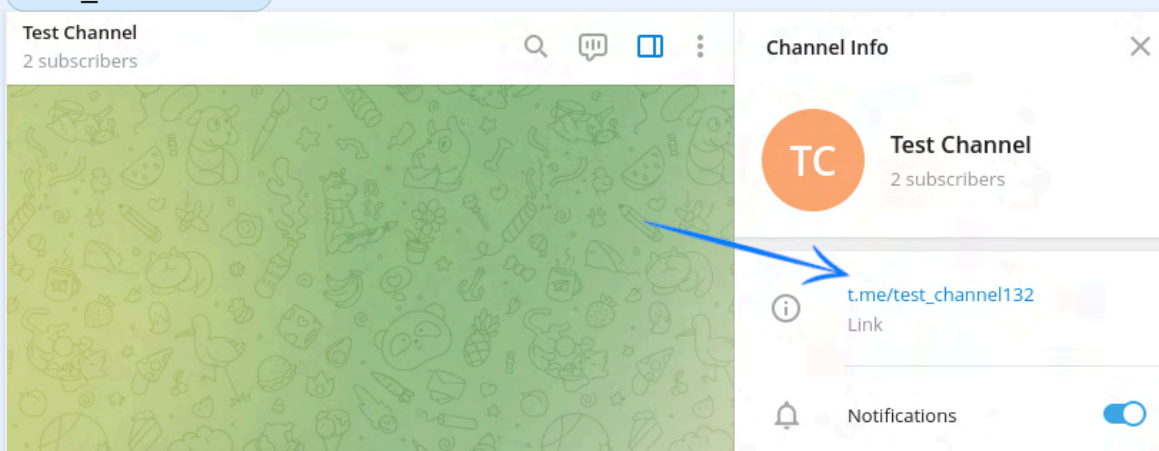 Test Channel
2 subscribers
Channel Info
TC
Test Channel
2 subscribers
t.me/test_channel132
Link
Notifications